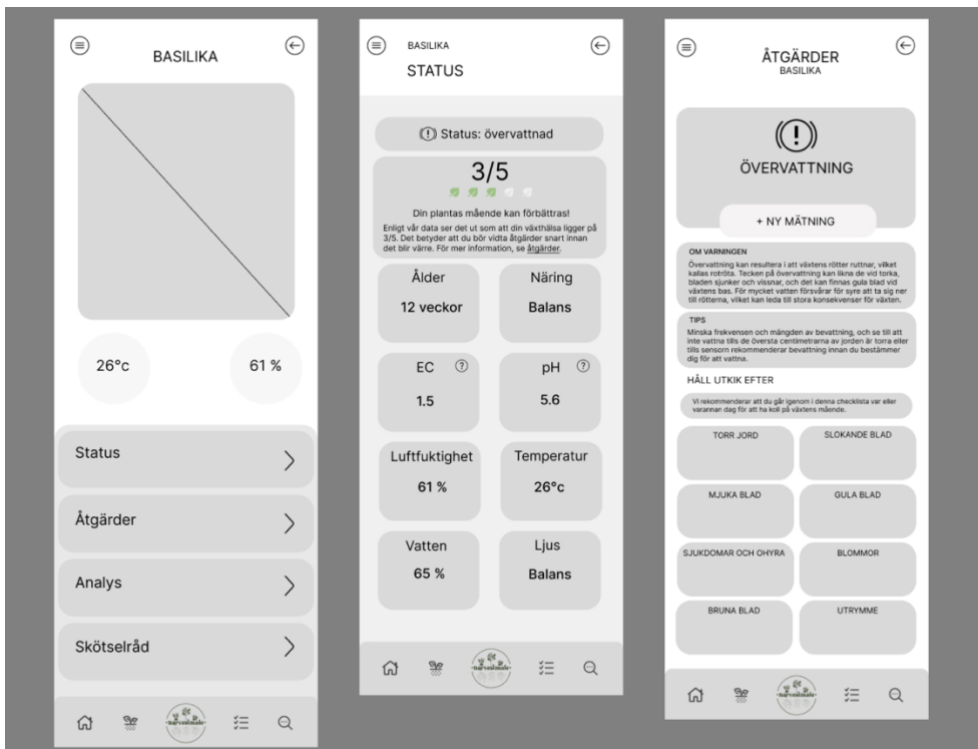 BASILIKA
26°c
61 %
Status
Åtgärder
Analys
Skötselråd
BASILIKA
STATUS
Status: övervattnad
3/5
Din plantas mående kan förbättras!
Enligt vår data ser det ut som att din växthälsa ligger på
3/5. Det betyder att du bör vidta åtgärder snart innan
det blir värre. För mer information, se åtgärder.
Ålder
12 veckor
Näring
Balans
EC
?
1.5
pH
?
5.6
Luftfuktighet
61 %
Temperatur
26°c
Vatten
65 %
Ljus
Balans
ÅTGÄRDER
BASILIKA
ÖVERVATTNING
+ NY MÄTNING
OM VARNINGEN
Övervattning kan resultera i att växtens rötter ruttnar, vilket
kallas rotröta. Tecken på övervattning kan likne de vid torka,
bladen sjunker och vissnar, och det kan finnas gula blad vid
växtens bas. För mycket vatten försvårar för syre att ta sig ner
till rötterna, vilket kan leda till stora konsekvenser för växten.
TIPS
Minska frekvensen och mängden av bevattning, och se till att
inte vattna tills de översta centimetrarna av jorden är torra eller
tills sensorn rekommenderar bevattning innan du bestämmer
dig för att vattna.
HÅLL UTKIK EFTER
Vi rekommenderar att du går igenom i denna checklista var eller
varannan dag för att ha koll på växtens mående.
TORR JORD
SLOKANDE BLAD
MJUKA BLAD
GULA BLAD
SJUKDOMAR OCH OHYRA
BLOMMOR
BRUNA BLAD
UTRYMME